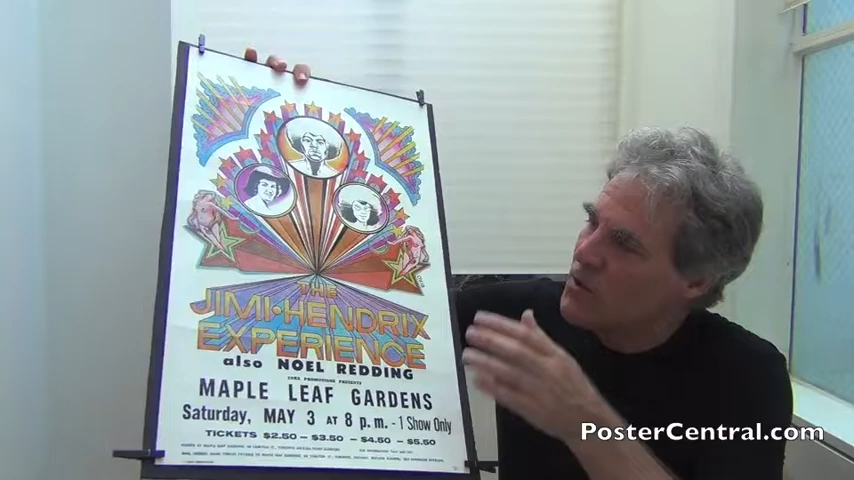 THE
JIMI·HENDRIX
EXPERIENCE
also NOEL REDDING
PRESENTS
MAPLE LEAF GARDENS
Saturday, MAY 3 AT 8 p.m. - 1 Show Only
TICKETS $2.50 - $3.50 - $4.50 - $5.50
PosterCentral.com